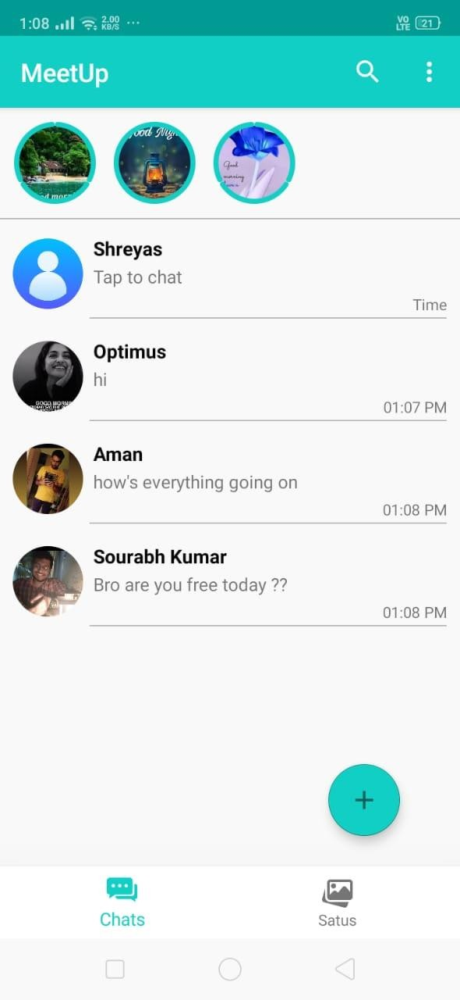 1:08 2.00 KB/S ... VO LTE 21
MeetUp
Good
morning
Shreyas
Tap to chat
Time
Optimus
hi
01:07 PM
Aman
how's everything going on
01:08 PM
Sourabh Kumar
Bro are you free today ??
01:08 PM
Chats
Satus